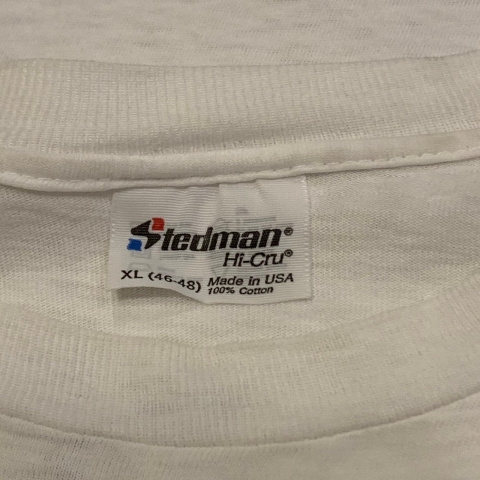 Stedman®
Hi-Cru®
XL (46-48) Made in USA
100% Cotton